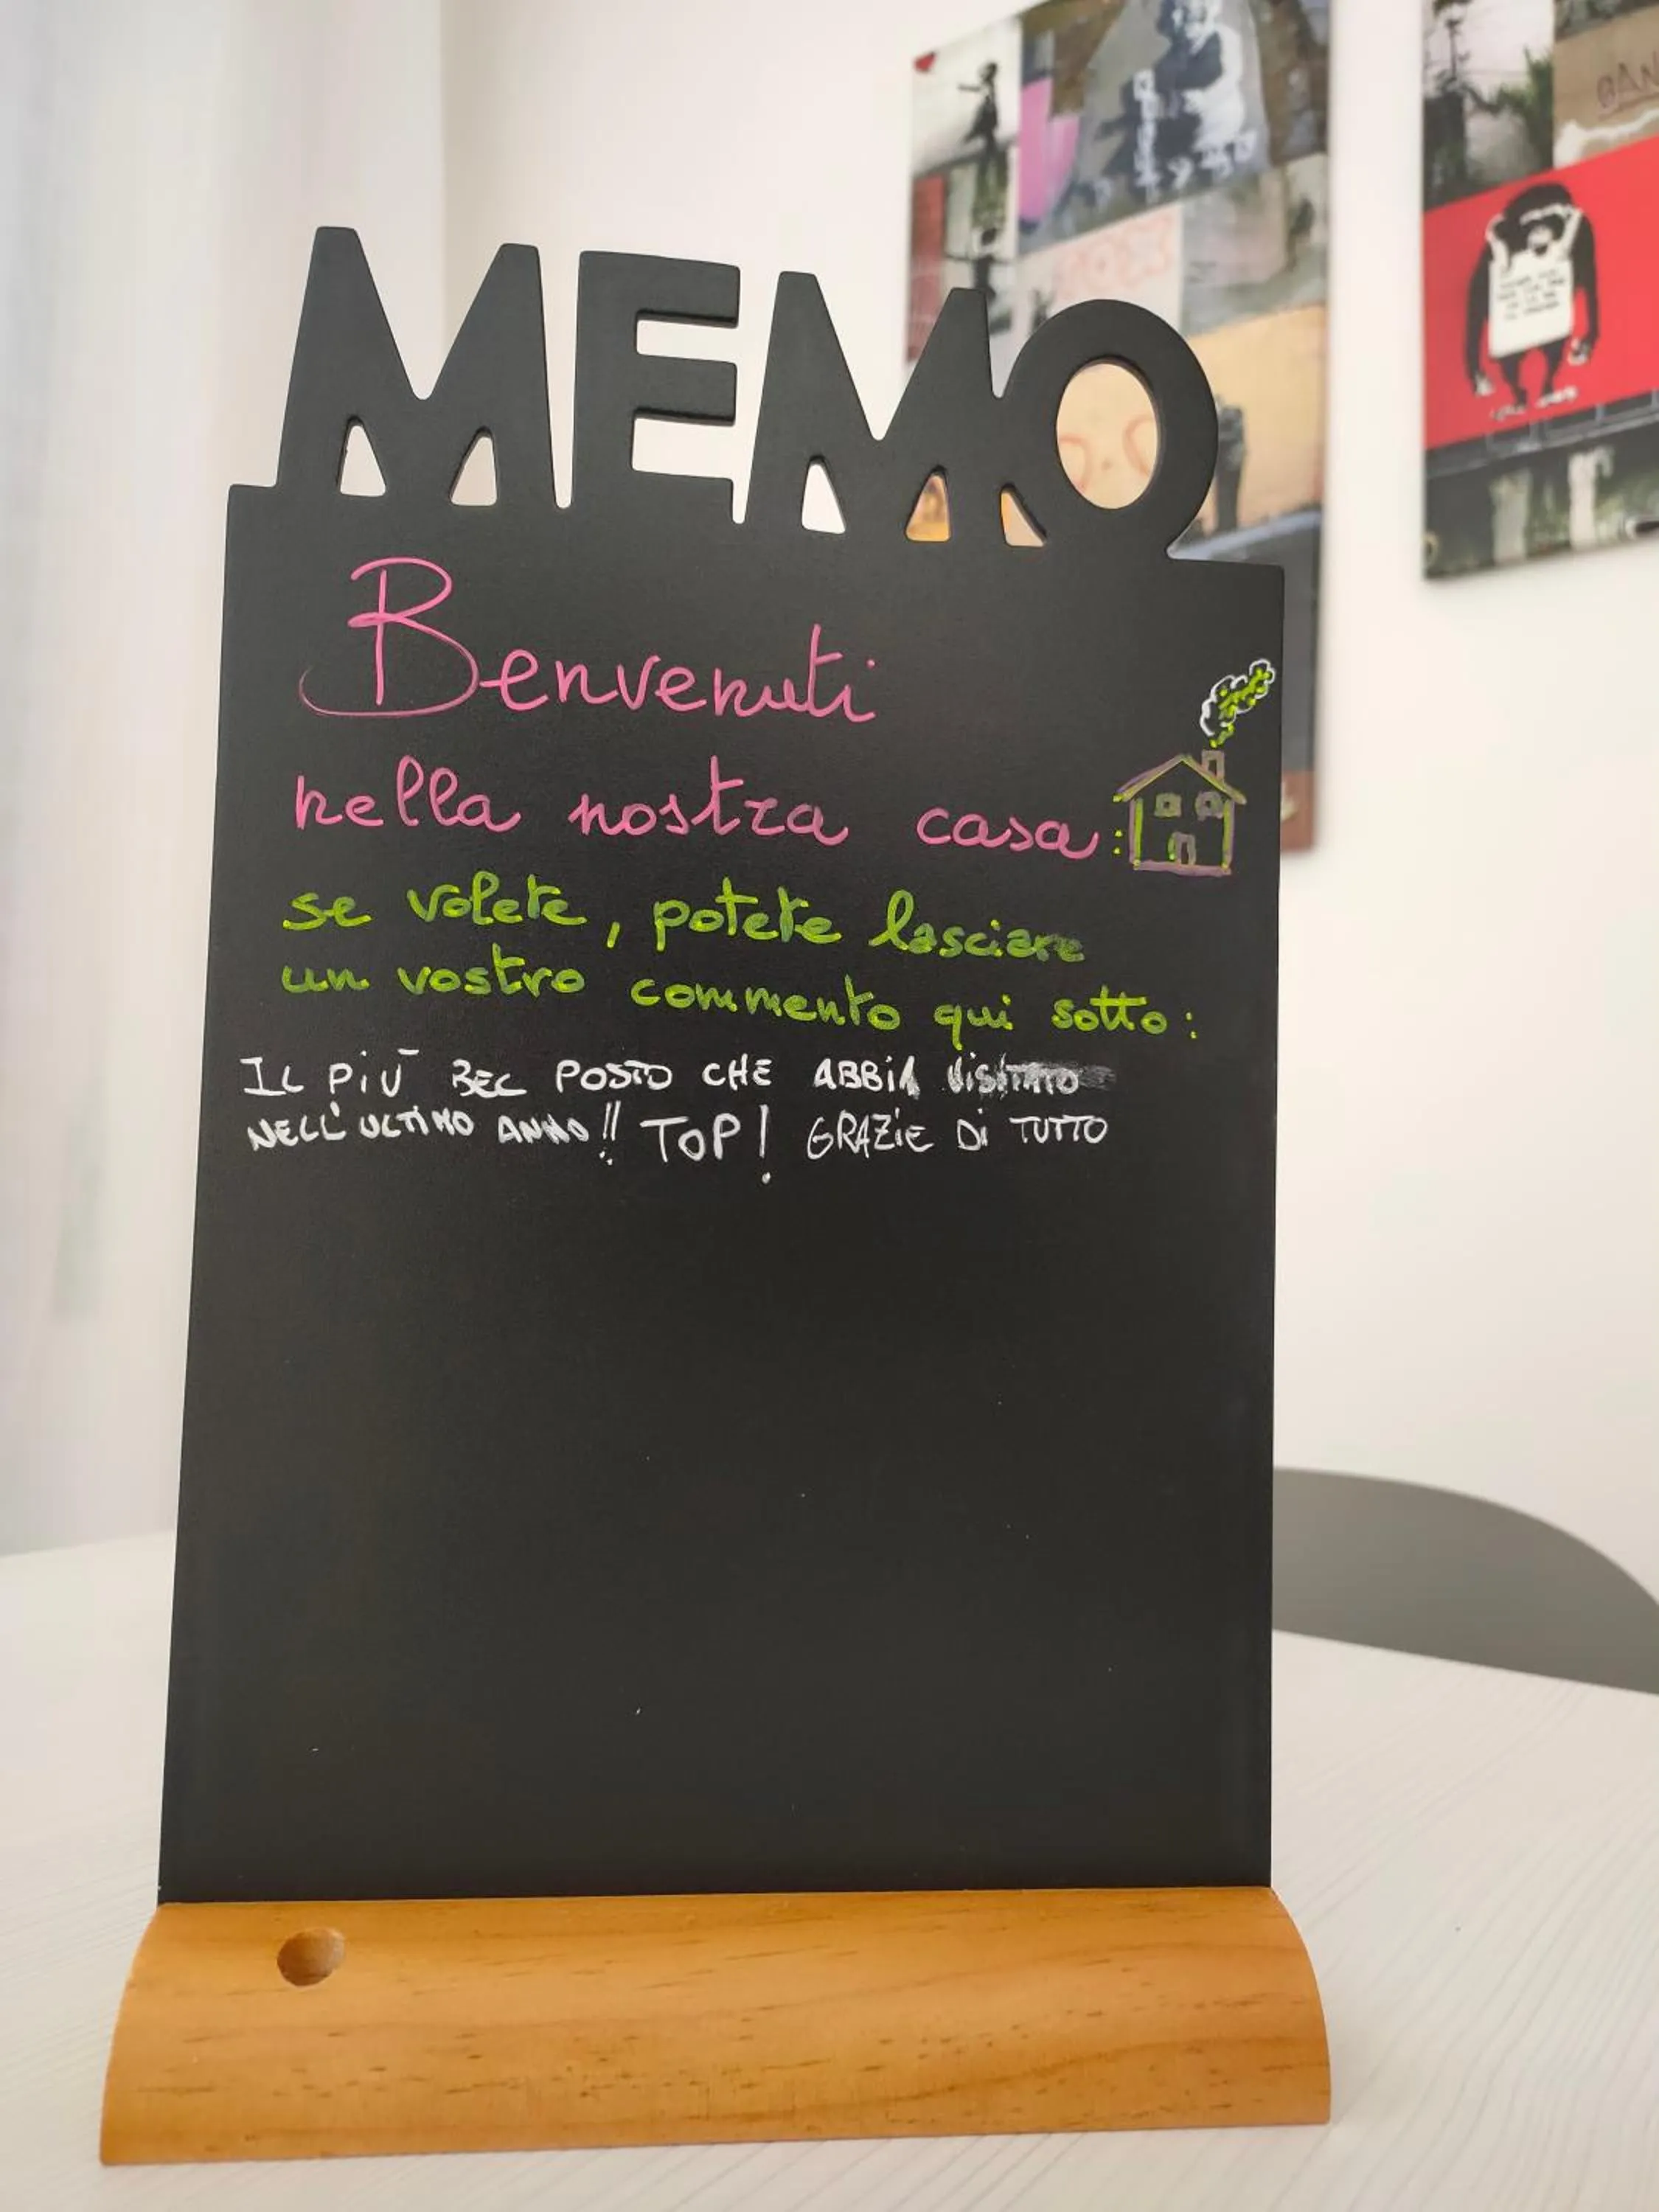 MEMO
Benvenuti
nella nostra casa:
se volete, potete lasciare
un vostro commento qui sotto:
IL PIÙ BEL POSTO CHE ABBIA VISITATO
NELL'ULTIMO ANNO!! TOP! GRAZIE DI TUTTO